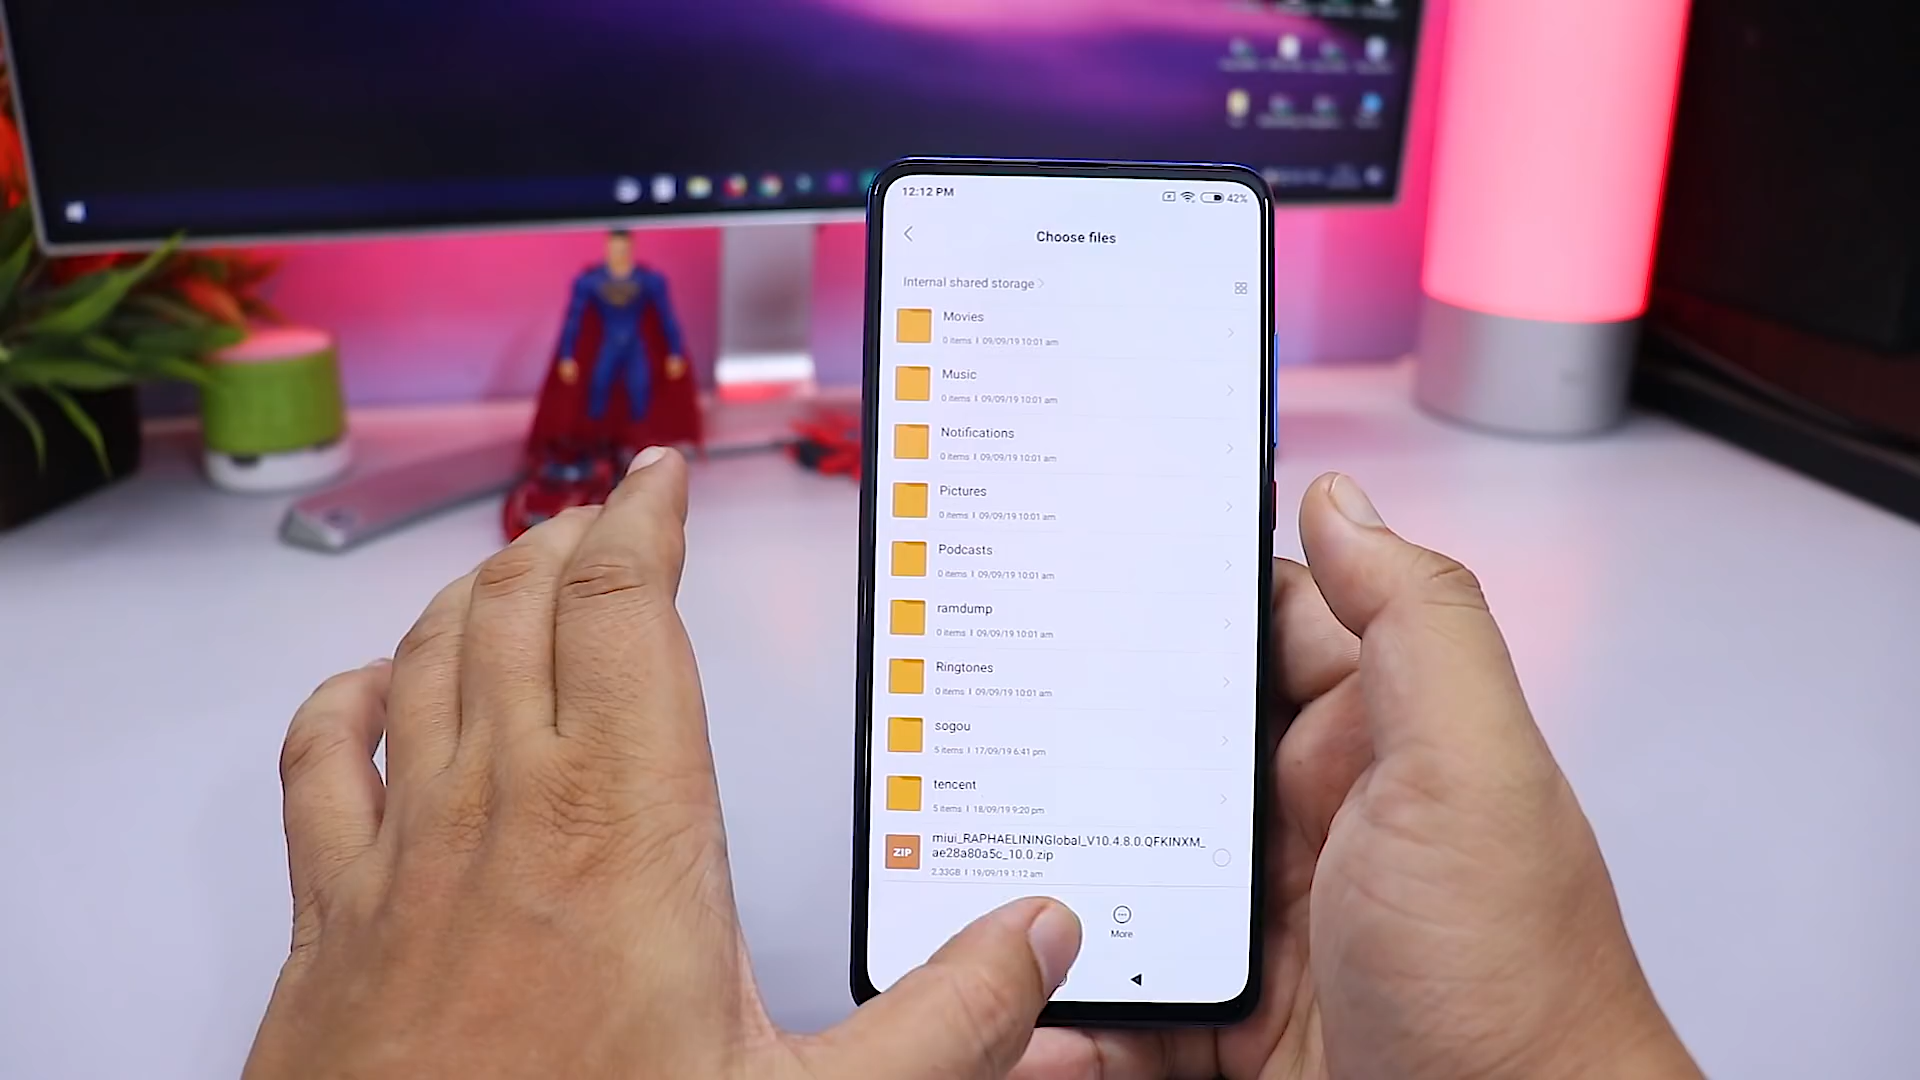 12:12 PM
42%
Choose files
Internal shared storage
Movies
0 items | 09/09/19 10:01 am
Music
0 items | 09/09/19 10:01 am
Notifications
0 items | 09/09/19 10:01 am
Pictures
0 items | 09/09/19 10:01 am
Podcasts
0 items | 09/09/19 10:01 am
ramdump
0 items | 09/09/19 10:01 am
Ringtones
0 items | 09/09/19 10:01 am
sogou
5 items | 17/09/19 6:41 pm
tencent
5 items | 18/09/19 9:20 pm
ZIP
miui_RAPHAELININGlobal_V10.4.8.0.QFKINXM_
ae28a80a5c_10.0.zip
2.33GB | 19/09/19 1:12 am
More